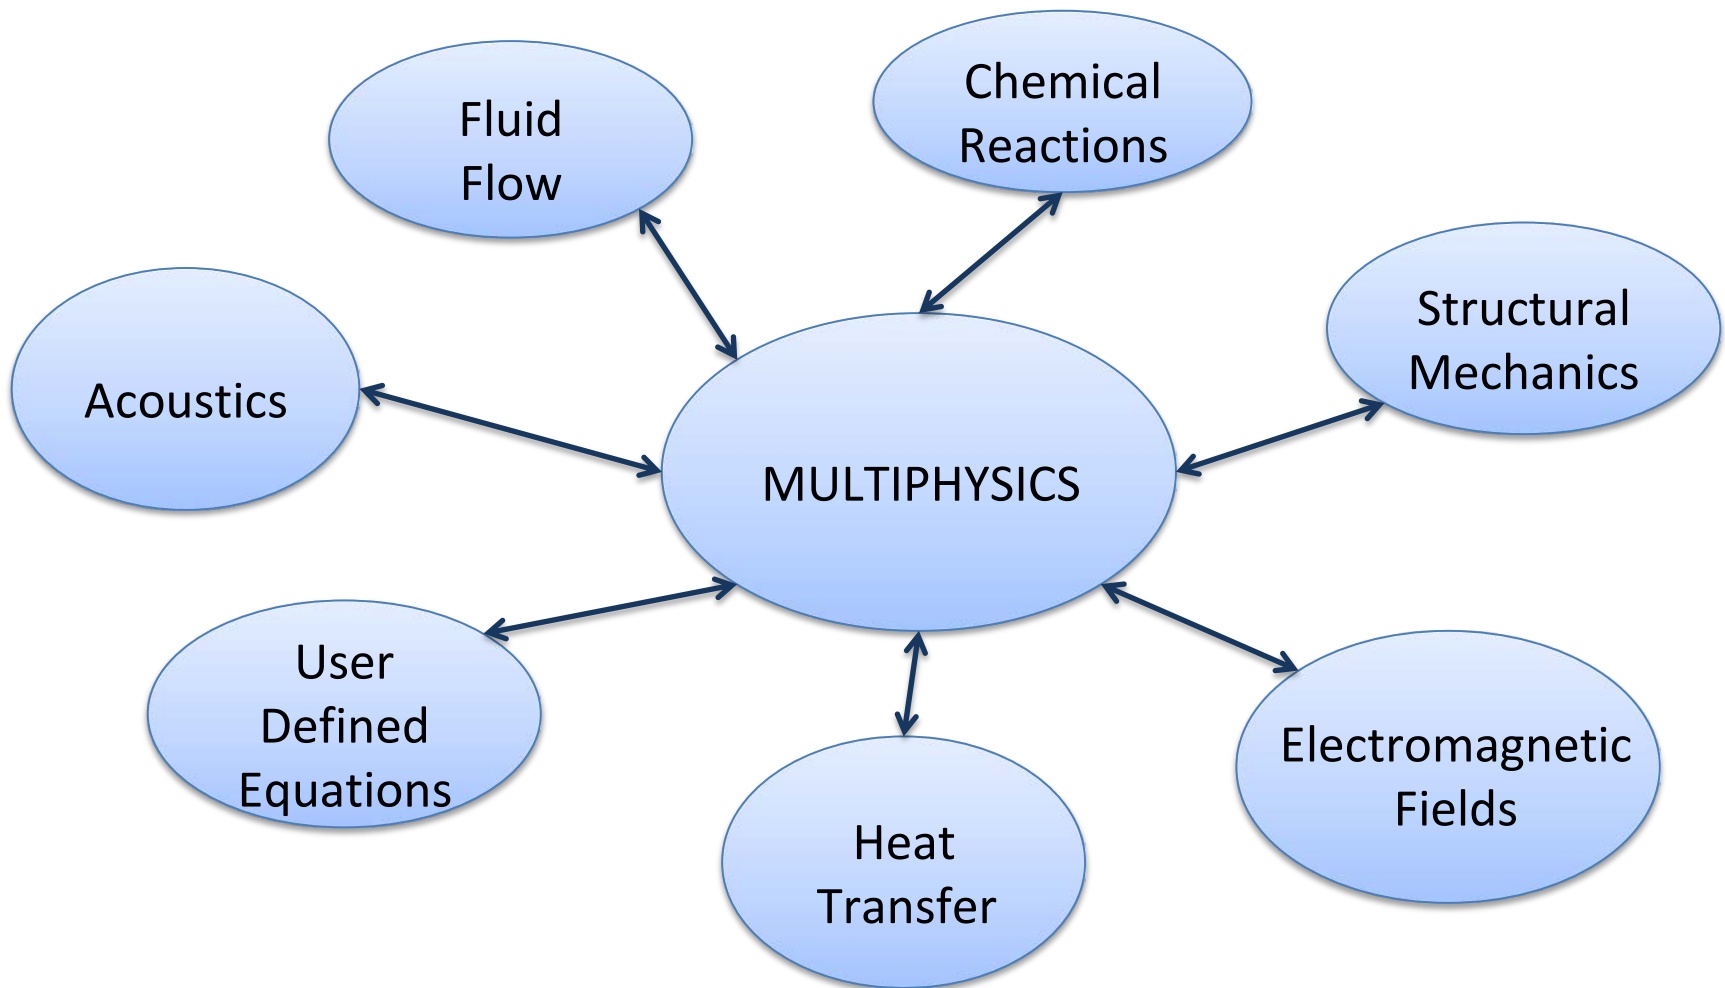 Fluid
Flow
Chemical
Reactions
Structural
Mechanics
Acoustics
MULTIPHYSICS
User
Defined
Equations
Heat
Transfer
Electromagnetic
Fields